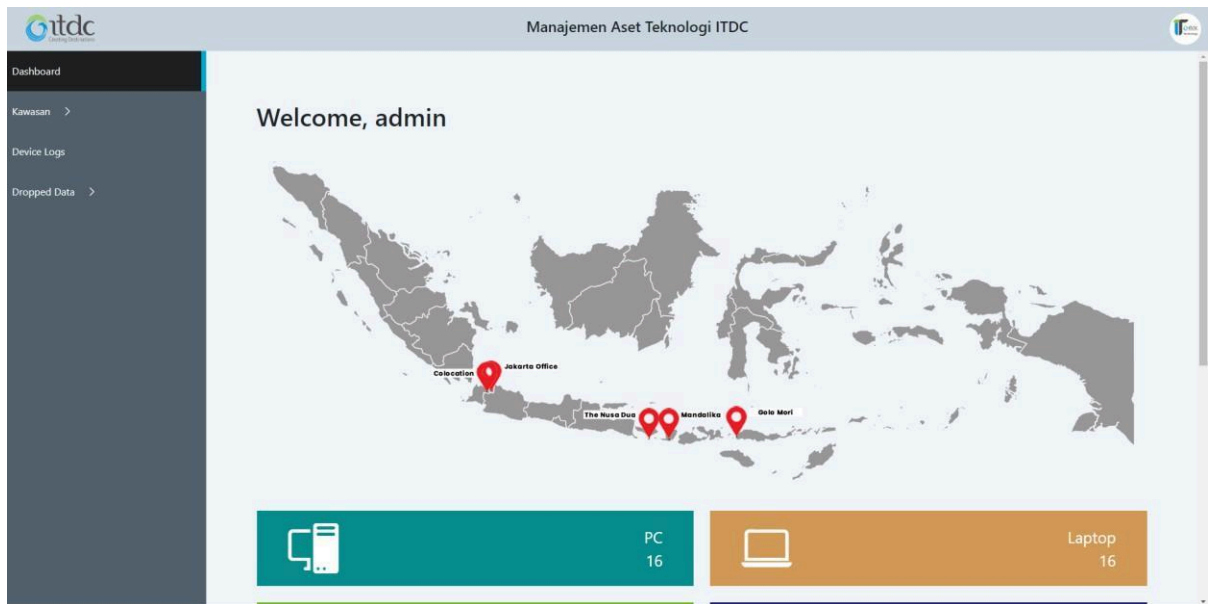 itdc
Manajemen Aset Teknologi ITDC
Dashboard
Kawasan
Device Logs
Dropped Data
Welcome, admin
Colocation
Jakarta Office
The Nusa Dua
Mandalika
Golo Mori
PC
16
Laptop
16